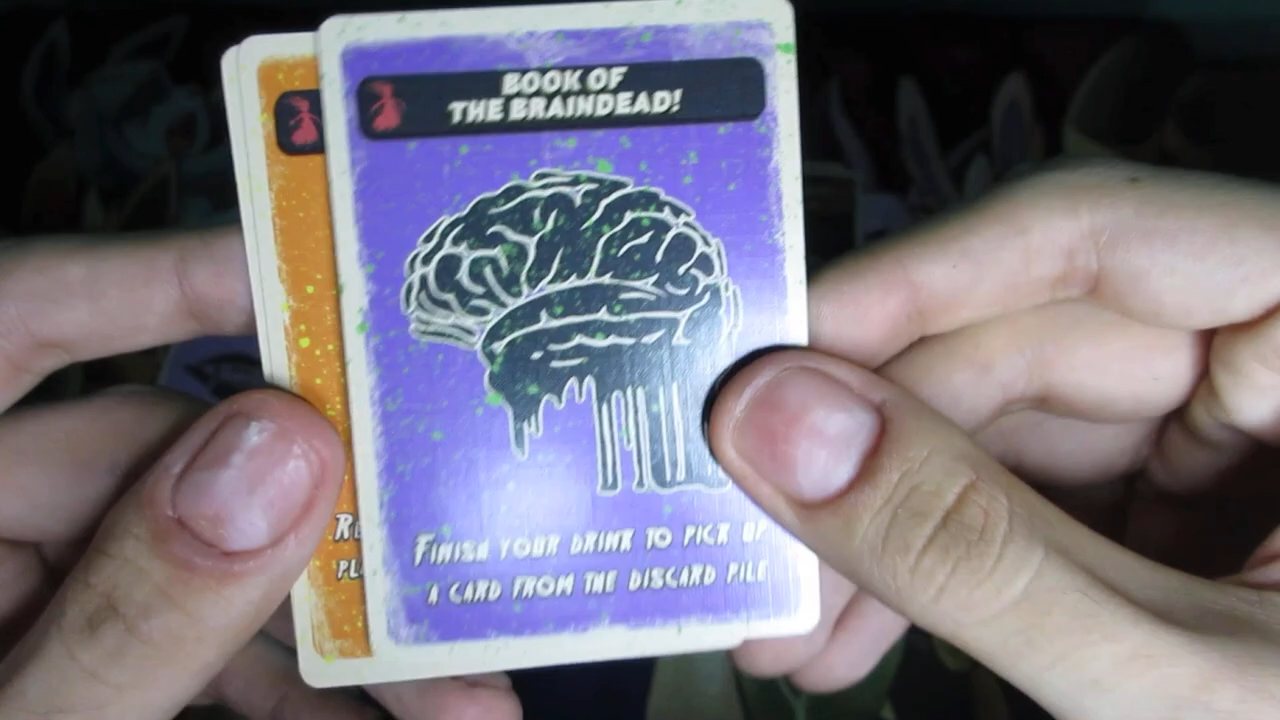 BOOK OF
THE BRAINDEAD!
FINISH YOUR DRINK TO PICK UP
A CARD FROM THE DISCARD PILE